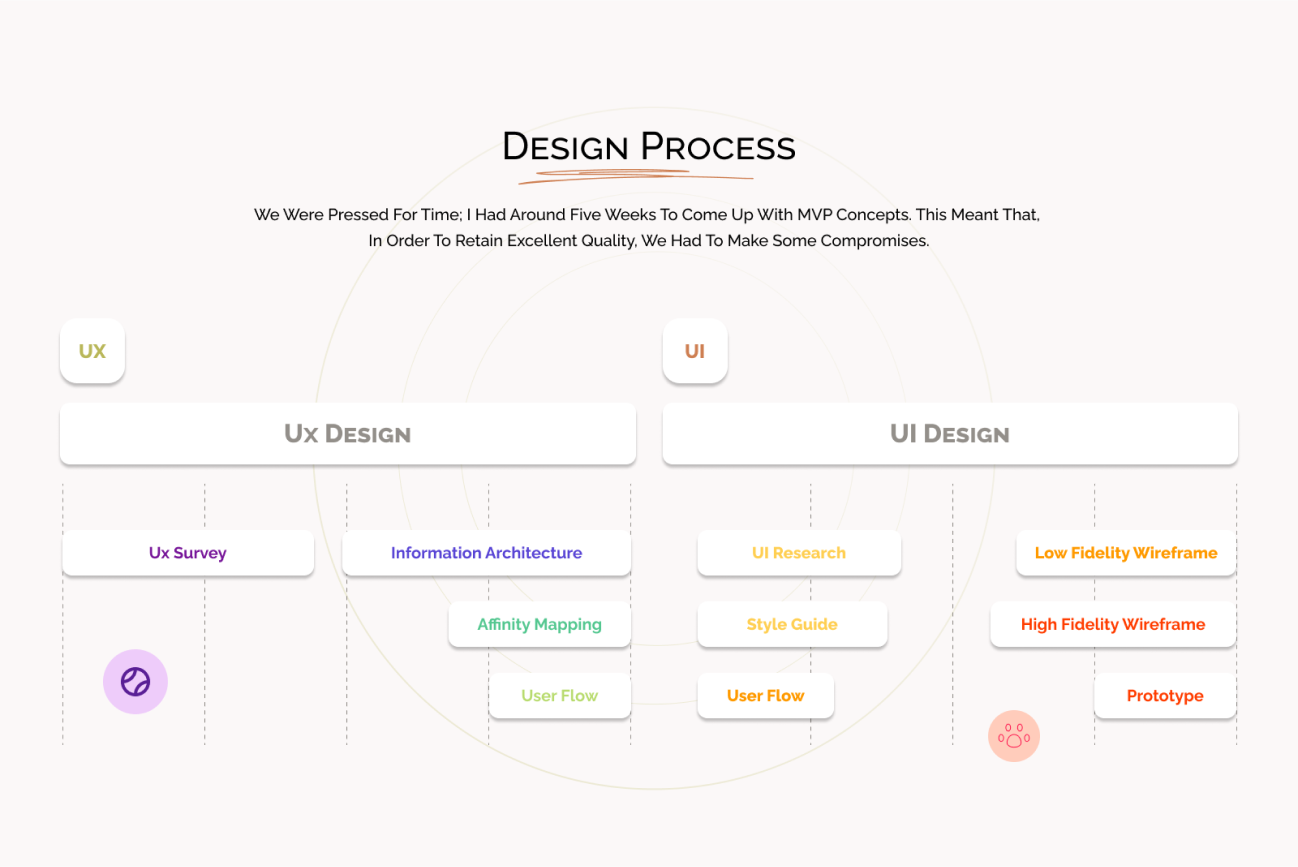 Design Process
We Were Pressed For Time; I Had Around Five Weeks To Come Up With MVP Concepts. This Meant That,
In Order To Retain Excellent Quality, We Had To Make Some Compromises.
UX
UI
Ux Design
UI Design
Ux Survey
Information Architecture
UI Research
Low Fidelity Wireframe
Affinity Mapping
Style Guide
High Fidelity Wireframe
User Flow
User Flow
Prototype